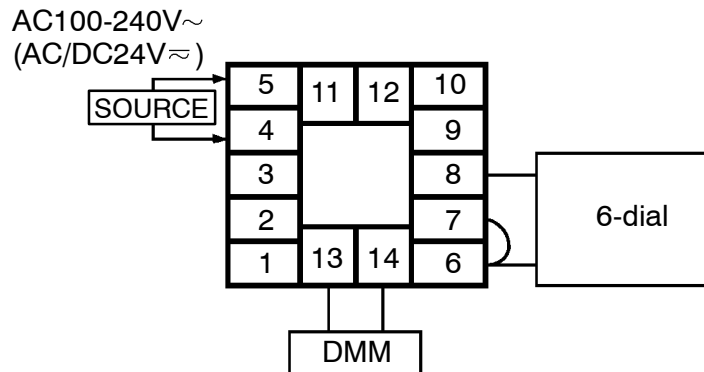 AC100-240V～
(AC/DC24V⎓～)
SOURCE
5 11 12 10
4 9
3 8
2 7
1 13 14 6
6-dial
DMM